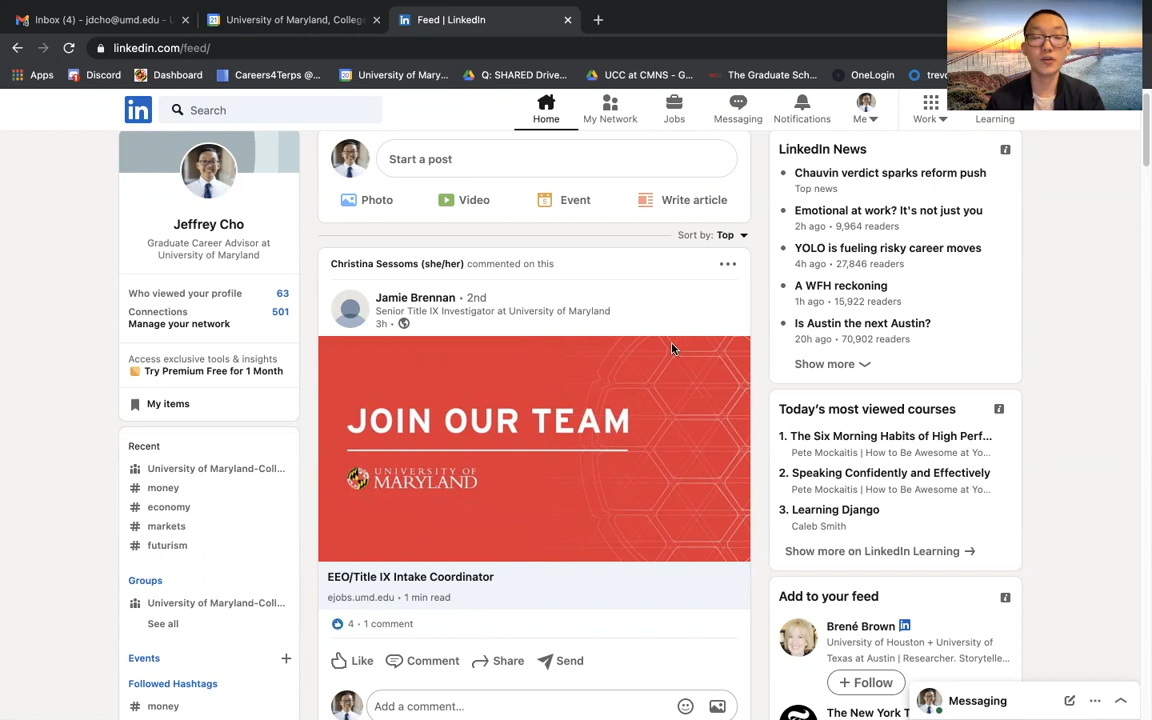 Inbox (4) - jdcho@umd.edu - U
University of Maryland, College
Feed | LinkedIn
linkedin.com/feed/
Apps
Discord
Dashboard
Careers4Terps @...
University of Mary...
Q: SHARED Drive...
UCC at CMNS - G...
The Graduate Sch...
OneLogin
trevo
in
Search
Home
My Network
Jobs
Messaging
Notifications
Me
Work
Learning
Jeffrey Cho
Graduate Career Advisor at
University of Maryland
Who viewed your profile 63
Connections 501
Manage your network
Access exclusive tools & insights
Try Premium Free for 1 Month
My items
Recent
University of Maryland-Coll...
# money
# economy
# markets
# futurism
Groups
University of Maryland-Coll...
See all
Events +
Followed Hashtags
# money
Start a post
Photo
Video
Event
Write article
Sort by: Top
Christina Sessoms (she/her) commented on this
Jamie Brennan • 2nd
Senior Title IX Investigator at University of Maryland
3h •
JOIN OUR TEAM
UNIVERSITY OF
MARYLAND
EEO/Title IX Intake Coordinator
ejobs.umd.edu • 1 min read
4 • 1 comment
Like
Comment
Share
Send
Add a comment...
LinkedIn News
• Chauvin verdict sparks reform push
Top news
• Emotional at work? It's not just you
2h ago • 9,964 readers
• YOLO is fueling risky career moves
4h ago • 27,846 readers
• A WFH reckoning
1h ago • 15,922 readers
• Is Austin the next Austin?
20h ago • 70,902 readers
Show more
Today's most viewed courses
1. The Six Morning Habits of High Perf...
Pete Mockaitis | How to Be Awesome at Yo...
2. Speaking Confidently and Effectively
Pete Mockaitis | How to Be Awesome at Yo...
3. Learning Django
Caleb Smith
Show more on LinkedIn Learning →
Add to your feed
Brené Brown in
University of Houston + University of
Texas at Austin | Researcher. Storytelle...
+ Follow
The New York T
Messaging